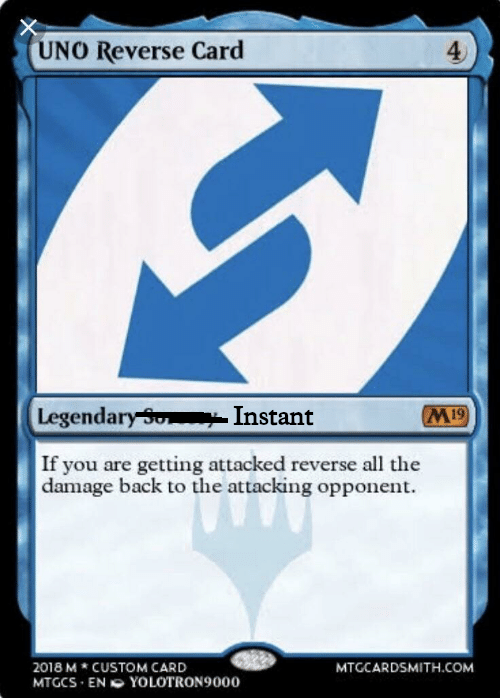 UNO Reverse Card 4
Legendary Instant
M19
If you are getting attacked reverse all the
damage back to the attacking opponent.
2018 M * CUSTOM CARD
MTGCARDSMITH.COM
MTGCS · EN YOLOTRON9000